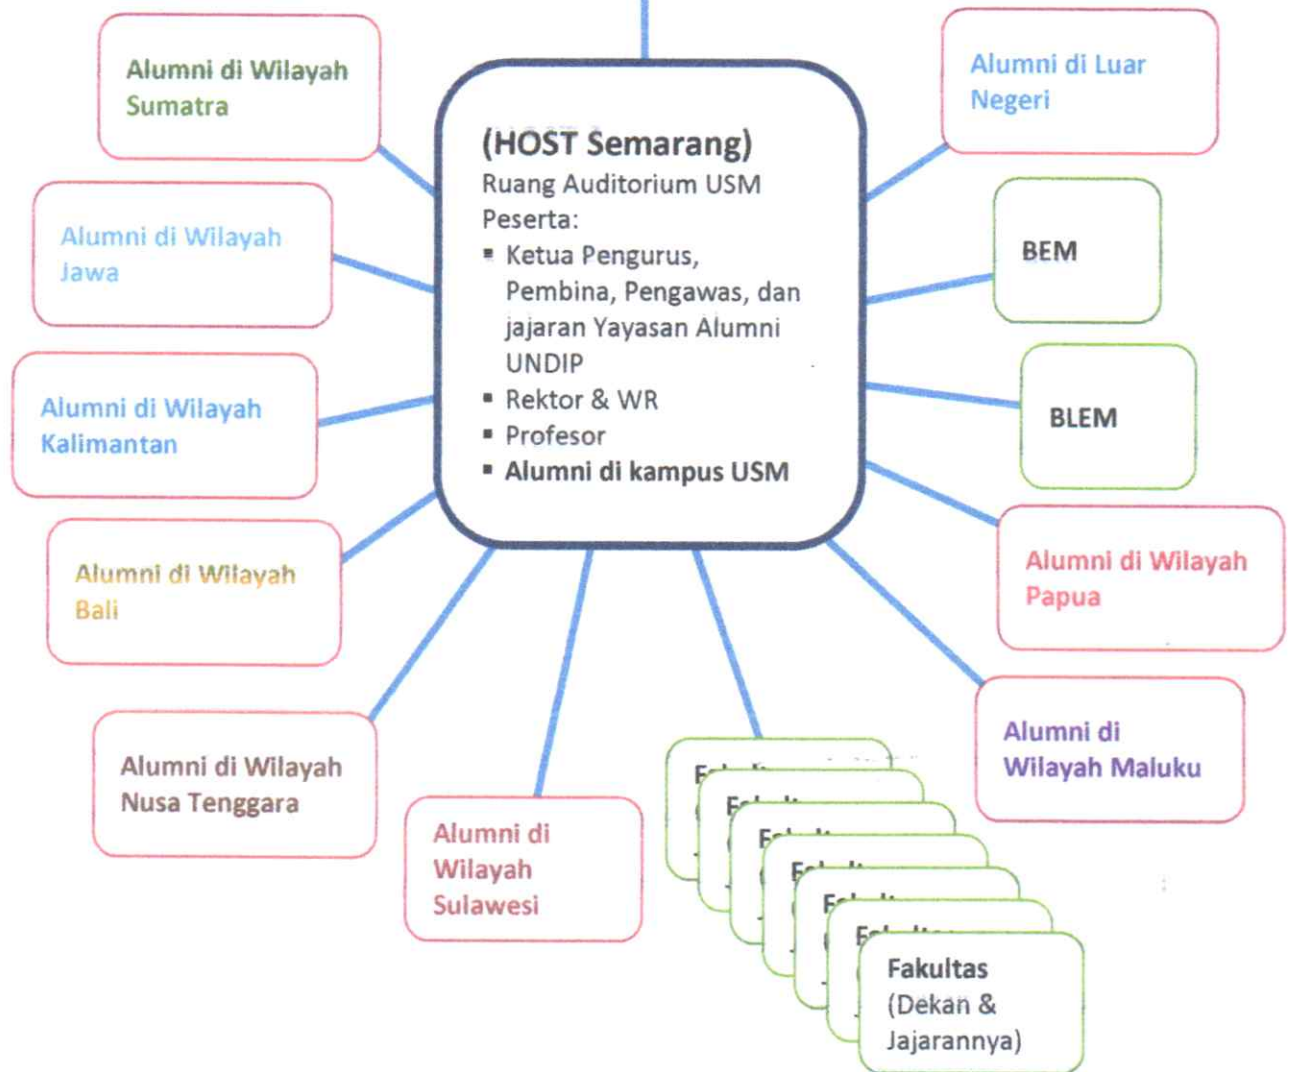 Alumni di Wilayah
Sumatra
Alumni di Wilayah
Jawa
Alumni di Wilayah
Kalimantan
Alumni di Wilayah
Bali
Alumni di Wilayah
Nusa Tenggara
Alumni di
Wilayah
Sulawesi
(HOST Semarang)
Ruang Auditorium USM
Peserta:
▪ Ketua Pengurus,
Pembina, Pengawas, dan
jajaran Yayasan Alumni
UNDIP
▪ Rektor & WR
▪ Profesor
▪ Alumni di kampus USM
Alumni di Luar
Negeri
BEM
BLEM
Alumni di Wilayah
Papua
Alumni di
Wilayah Maluku
Fakultas
(Dekan &
Jajarannya)